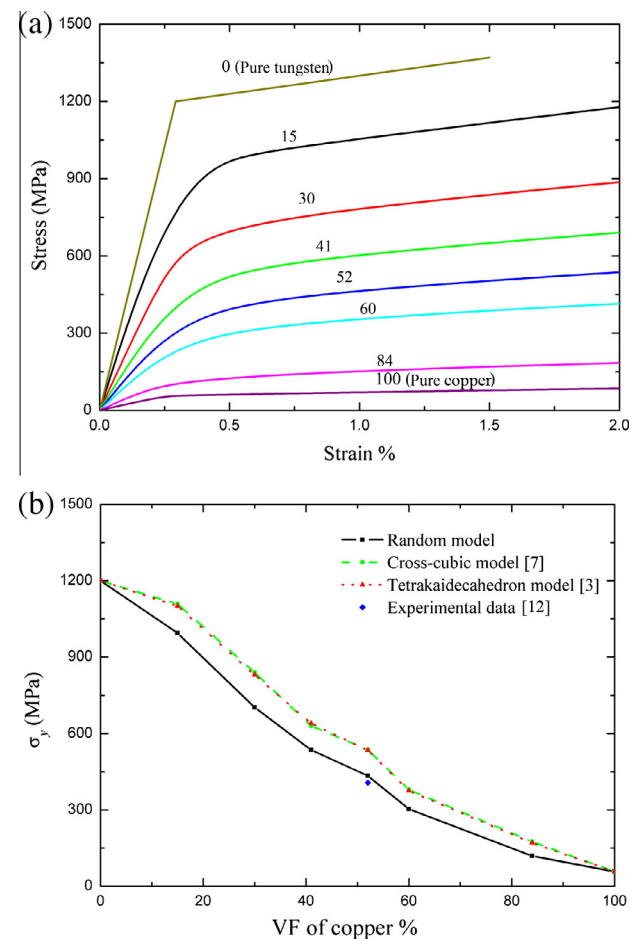 (a)
1500
1200
900
600
300
0
Stress (MPa)
0 (Pure tungsten)
15
30
41
52
60
84
100 (Pure copper)
0.0
0.5
1.0
1.5
2.0
Strain %
(b)
1500
1200
900
600
300
0
σy (MPa)
Random model
Cross-cubic model [7]
Tetrakaidecahedron model [3]
Experimental data [12]
0
20
40
60
80
100
VF of copper %